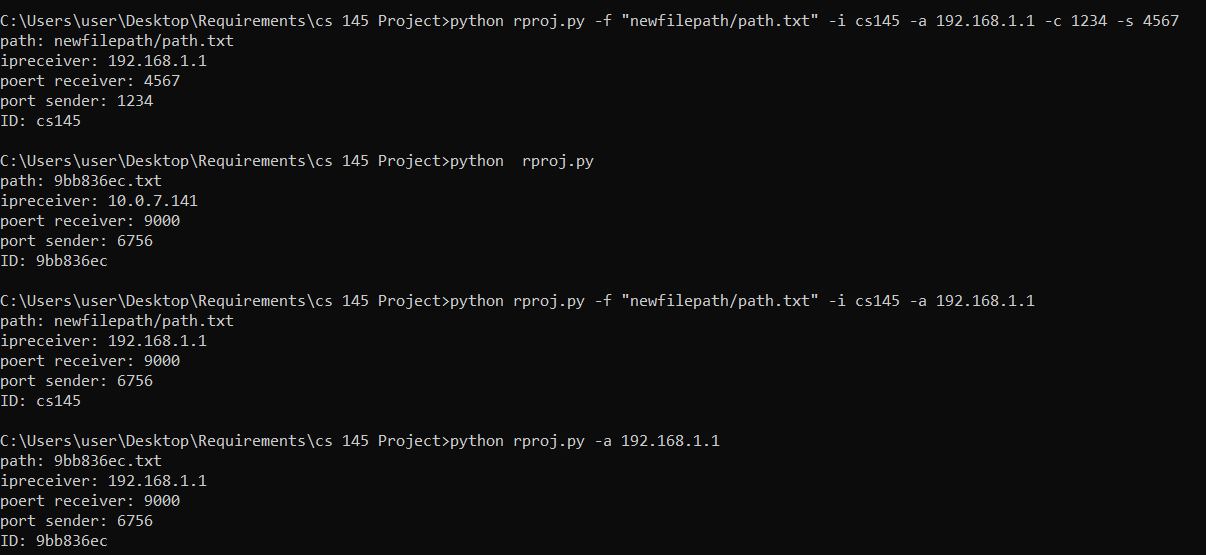 C:\Users\user\Desktop\Requirements\cs 145 Project>python rproj.py -f "newfilepath/path.txt" -i cs145 -a 192.168.1.1 -c 1234 -s 4567
path: newfilepath/path.txt
ipreceiver: 192.168.1.1
poert receiver: 4567
port sender: 1234
ID: cs145

C:\Users\user\Desktop\Requirements\cs 145 Project>python  rproj.py
path: 9bb836ec.txt
ipreceiver: 10.0.7.141
poert receiver: 9000
port sender: 6756
ID: 9bb836ec

C:\Users\user\Desktop\Requirements\cs 145 Project>python rproj.py -f "newfilepath/path.txt" -i cs145 -a 192.168.1.1
path: newfilepath/path.txt
ipreceiver: 192.168.1.1
poert receiver: 9000
port sender: 6756
ID: cs145

C:\Users\user\Desktop\Requirements\cs 145 Project>python rproj.py -a 192.168.1.1
path: 9bb836ec.txt
ipreceiver: 192.168.1.1
poert receiver: 9000
port sender: 6756
ID: 9bb836ec